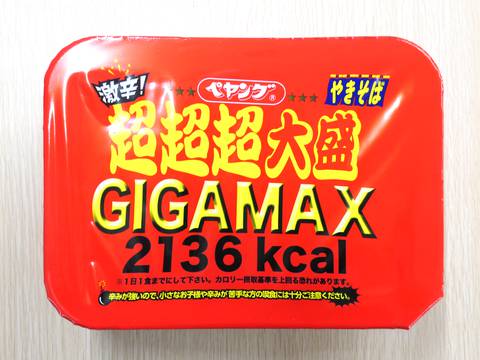 激辛!
ペヤング®
やきそば
超超超大盛
GIGAMAX
2136 kcal
※1日1食までにして下さい。カロリー摂取基準を上回る恐れがあります。
辛みが強いので、小さなお子様や辛みが苦手な方の喫食には十分ご注意ください。